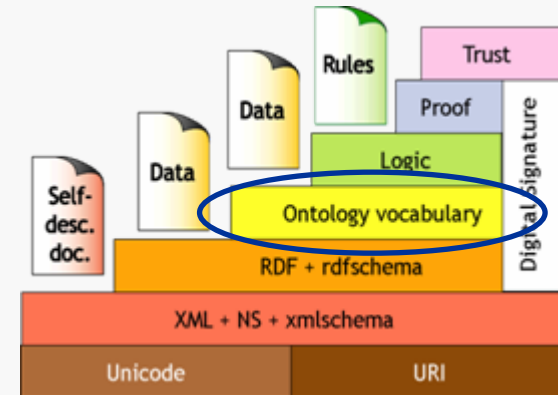 Trust
Rules
Proof
Data
Logic
Data
Digital Signature
Self-
desc.
doc.
Ontology vocabulary
RDF + rdfschema
XML + NS + xmlschema
Unicode
URI